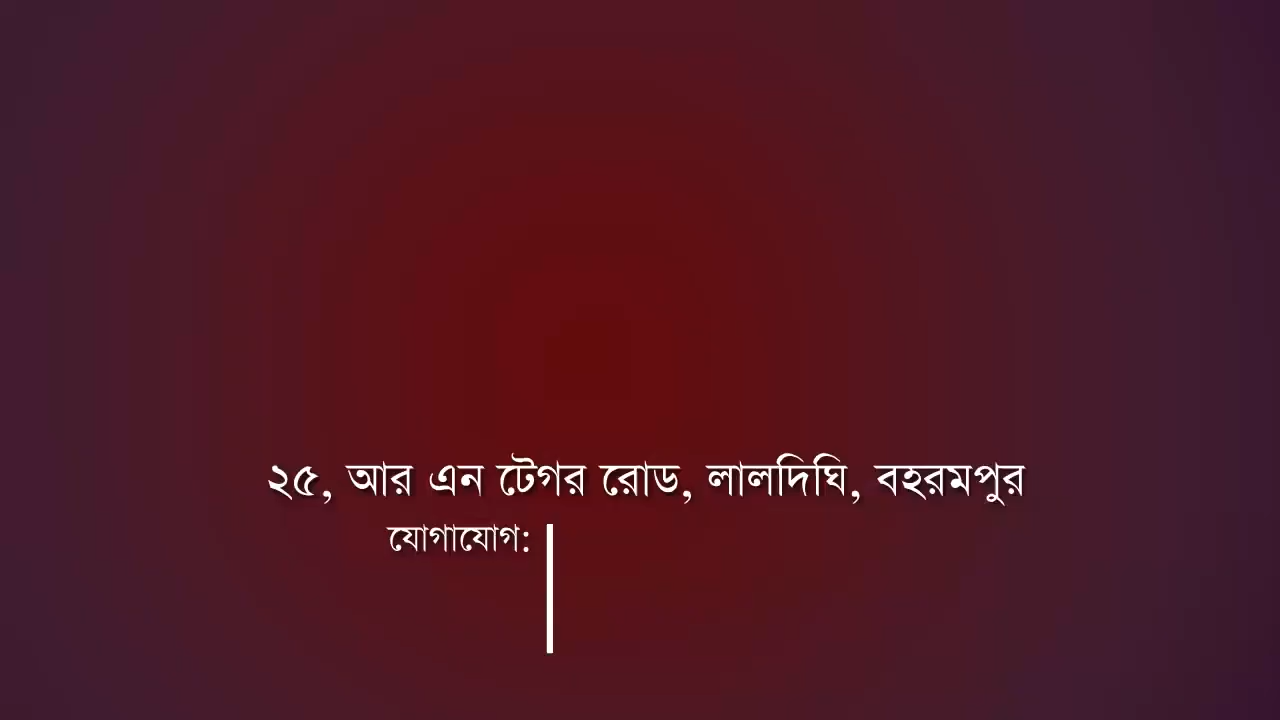 ২৫, আর এন টেগর রোড, লালদিঘি, বহরমপুর
যোগাযোগ: